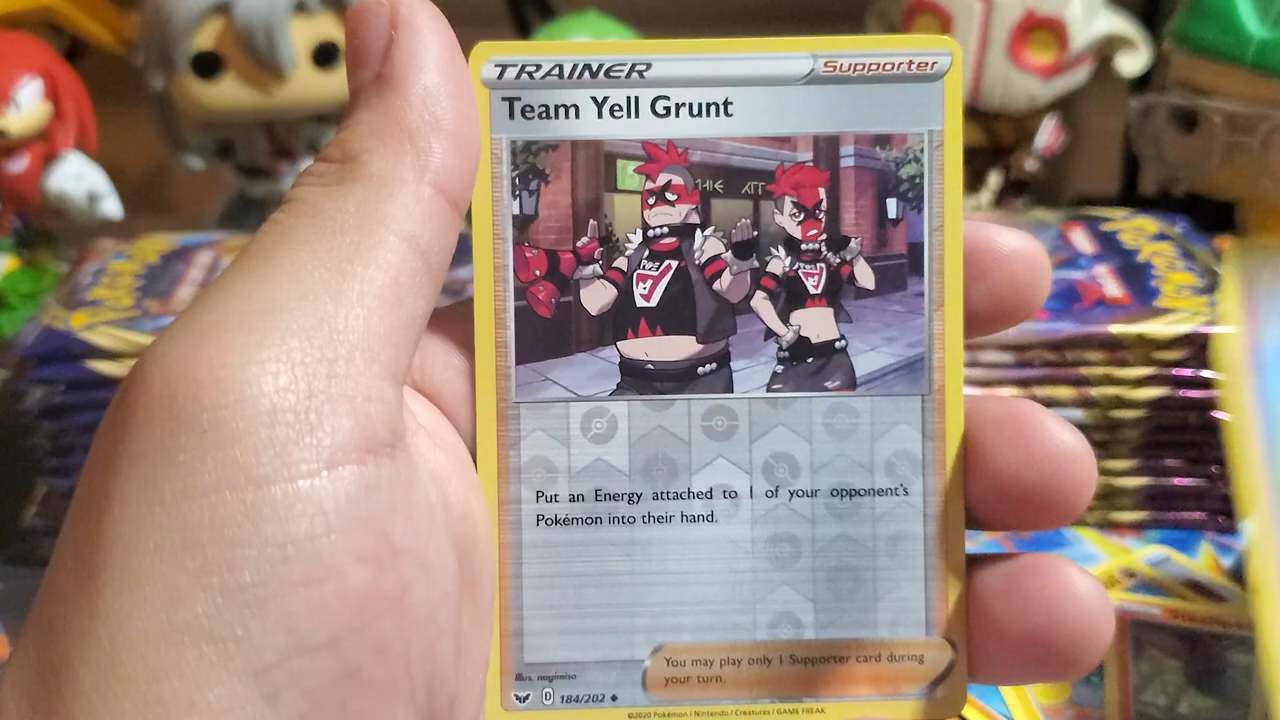 TRAINER
Supporter
Team Yell Grunt
Put an Energy attached to 1 of your opponent's
Pokémon into their hand.
You may play only 1 Supporter card during
your turn.
Illus. nagimiso
D 184/202
©2020 Pokémon / Nintendo / Creatures / GAME FREAK
POKÉMON